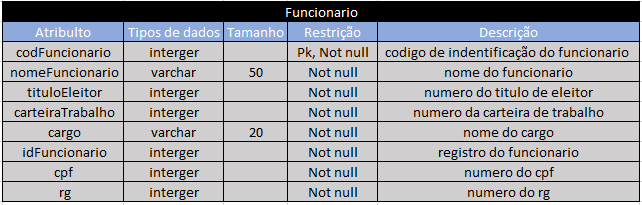 Funcionario
Atribulto Tipos de dados Tamanho Restrição Descrição
codFuncionario interger Pk, Not null codigo de indentificação do funcionario
nomeFuncionario varchar 50 Not null nome do funcionario
tituloEleitor interger Not null numero do titulo de eleitor
carteiraTrabalho interger Not null numero da carteira de trabalho
cargo varchar 20 Not null nome do cargo
idFuncionario interger Not null registro do funcionario
cpf interger Not null numero do cpf
rg interger Not null numero do rg